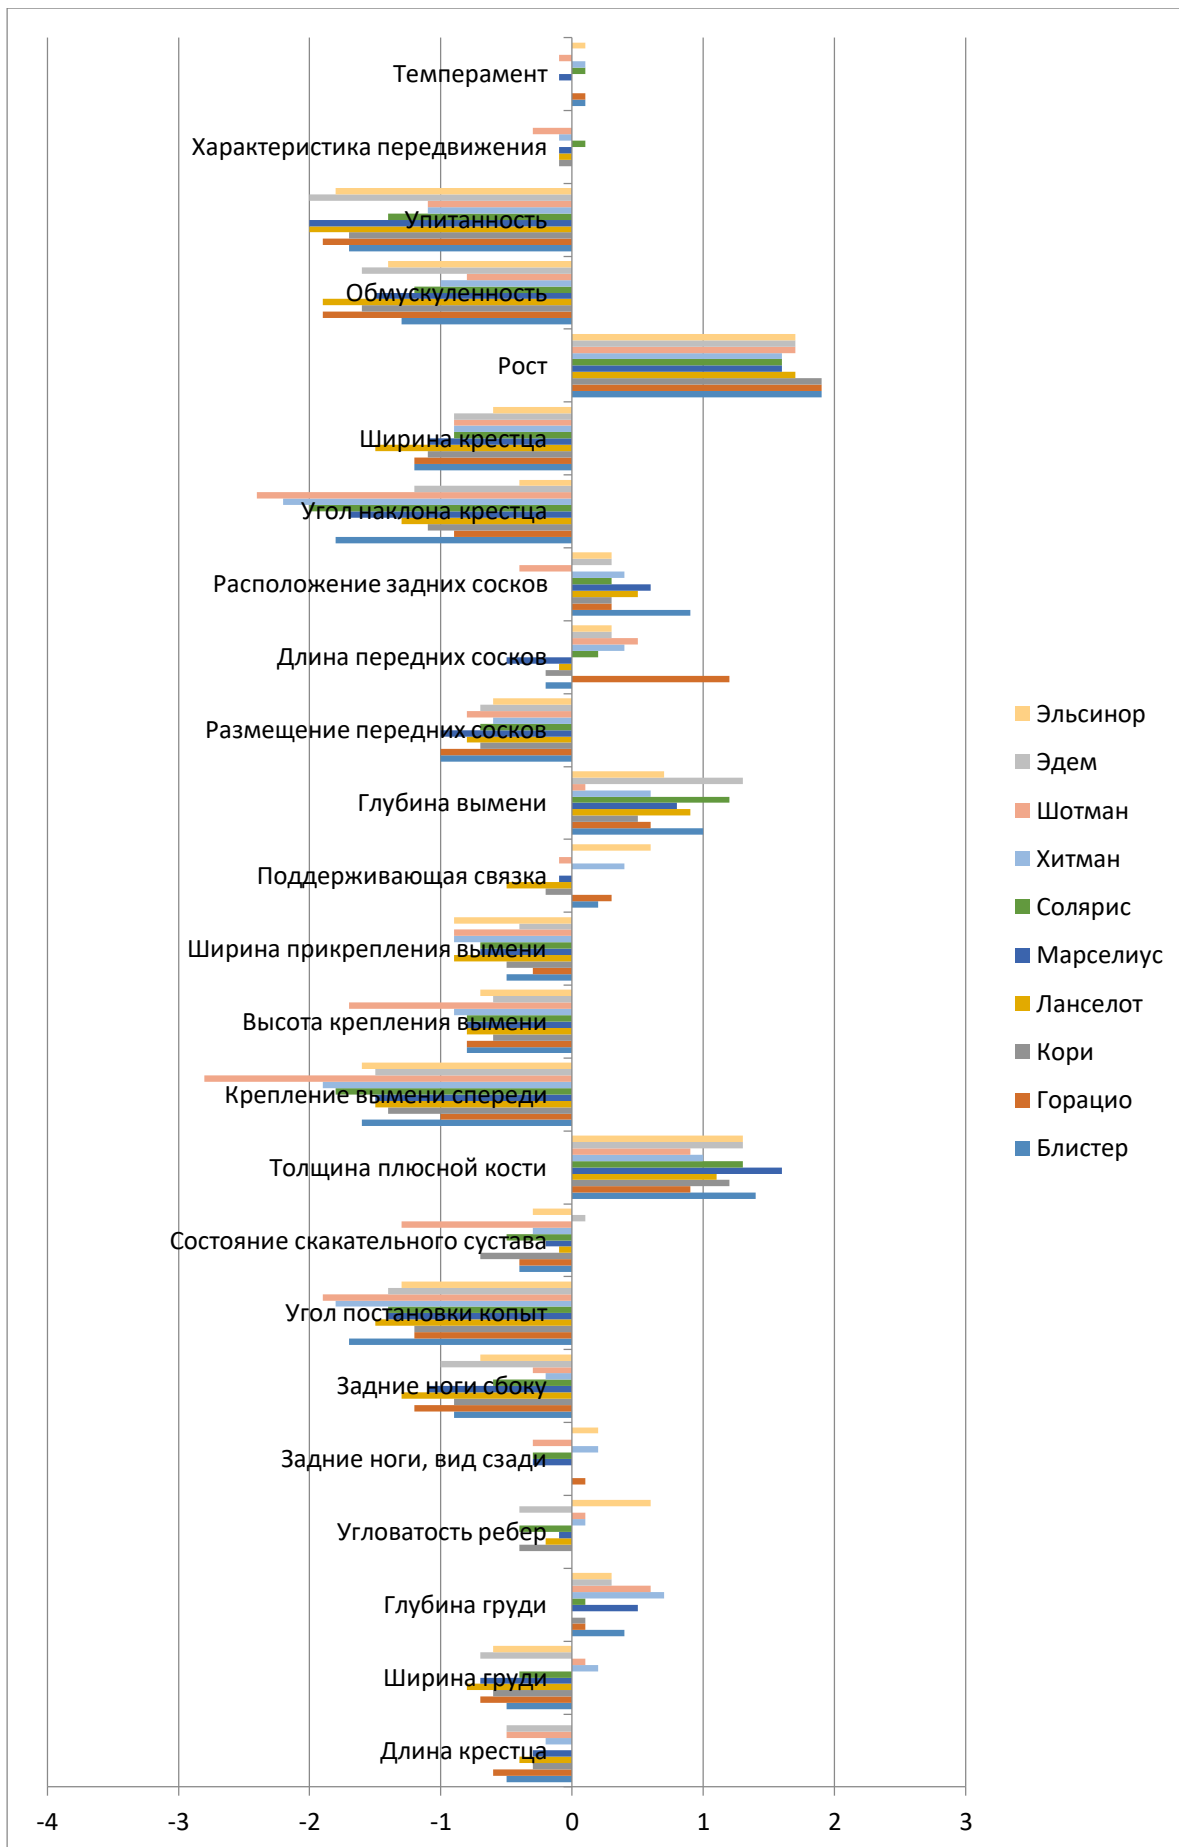 Темперамент
Характеристика передвижения
Упитанность
Обмускуленность
Рост
Ширина крестца
Угол наклона крестца
Расположение задних сосков
Длина передних сосков
Размещение передних сосков
Глубина вымени
Поддерживающая связка
Ширина прикрепления вымени
Высота крепления вымени
Крепление вымени спереди
Толщина плюсной кости
Состояние скакательного сустава
Угол постановки копыт
Задние ноги сбоку
Задние ноги, вид сзади
Угловатость ребер
Глубина груди
Ширина груди
Длина крестца
-4 -3 -2 -1 0 1 2 3
Эльсинор
Эдем
Шотман
Хитман
Солярис
Марселиус
Ланселот
Кори
Горацио
Блистер